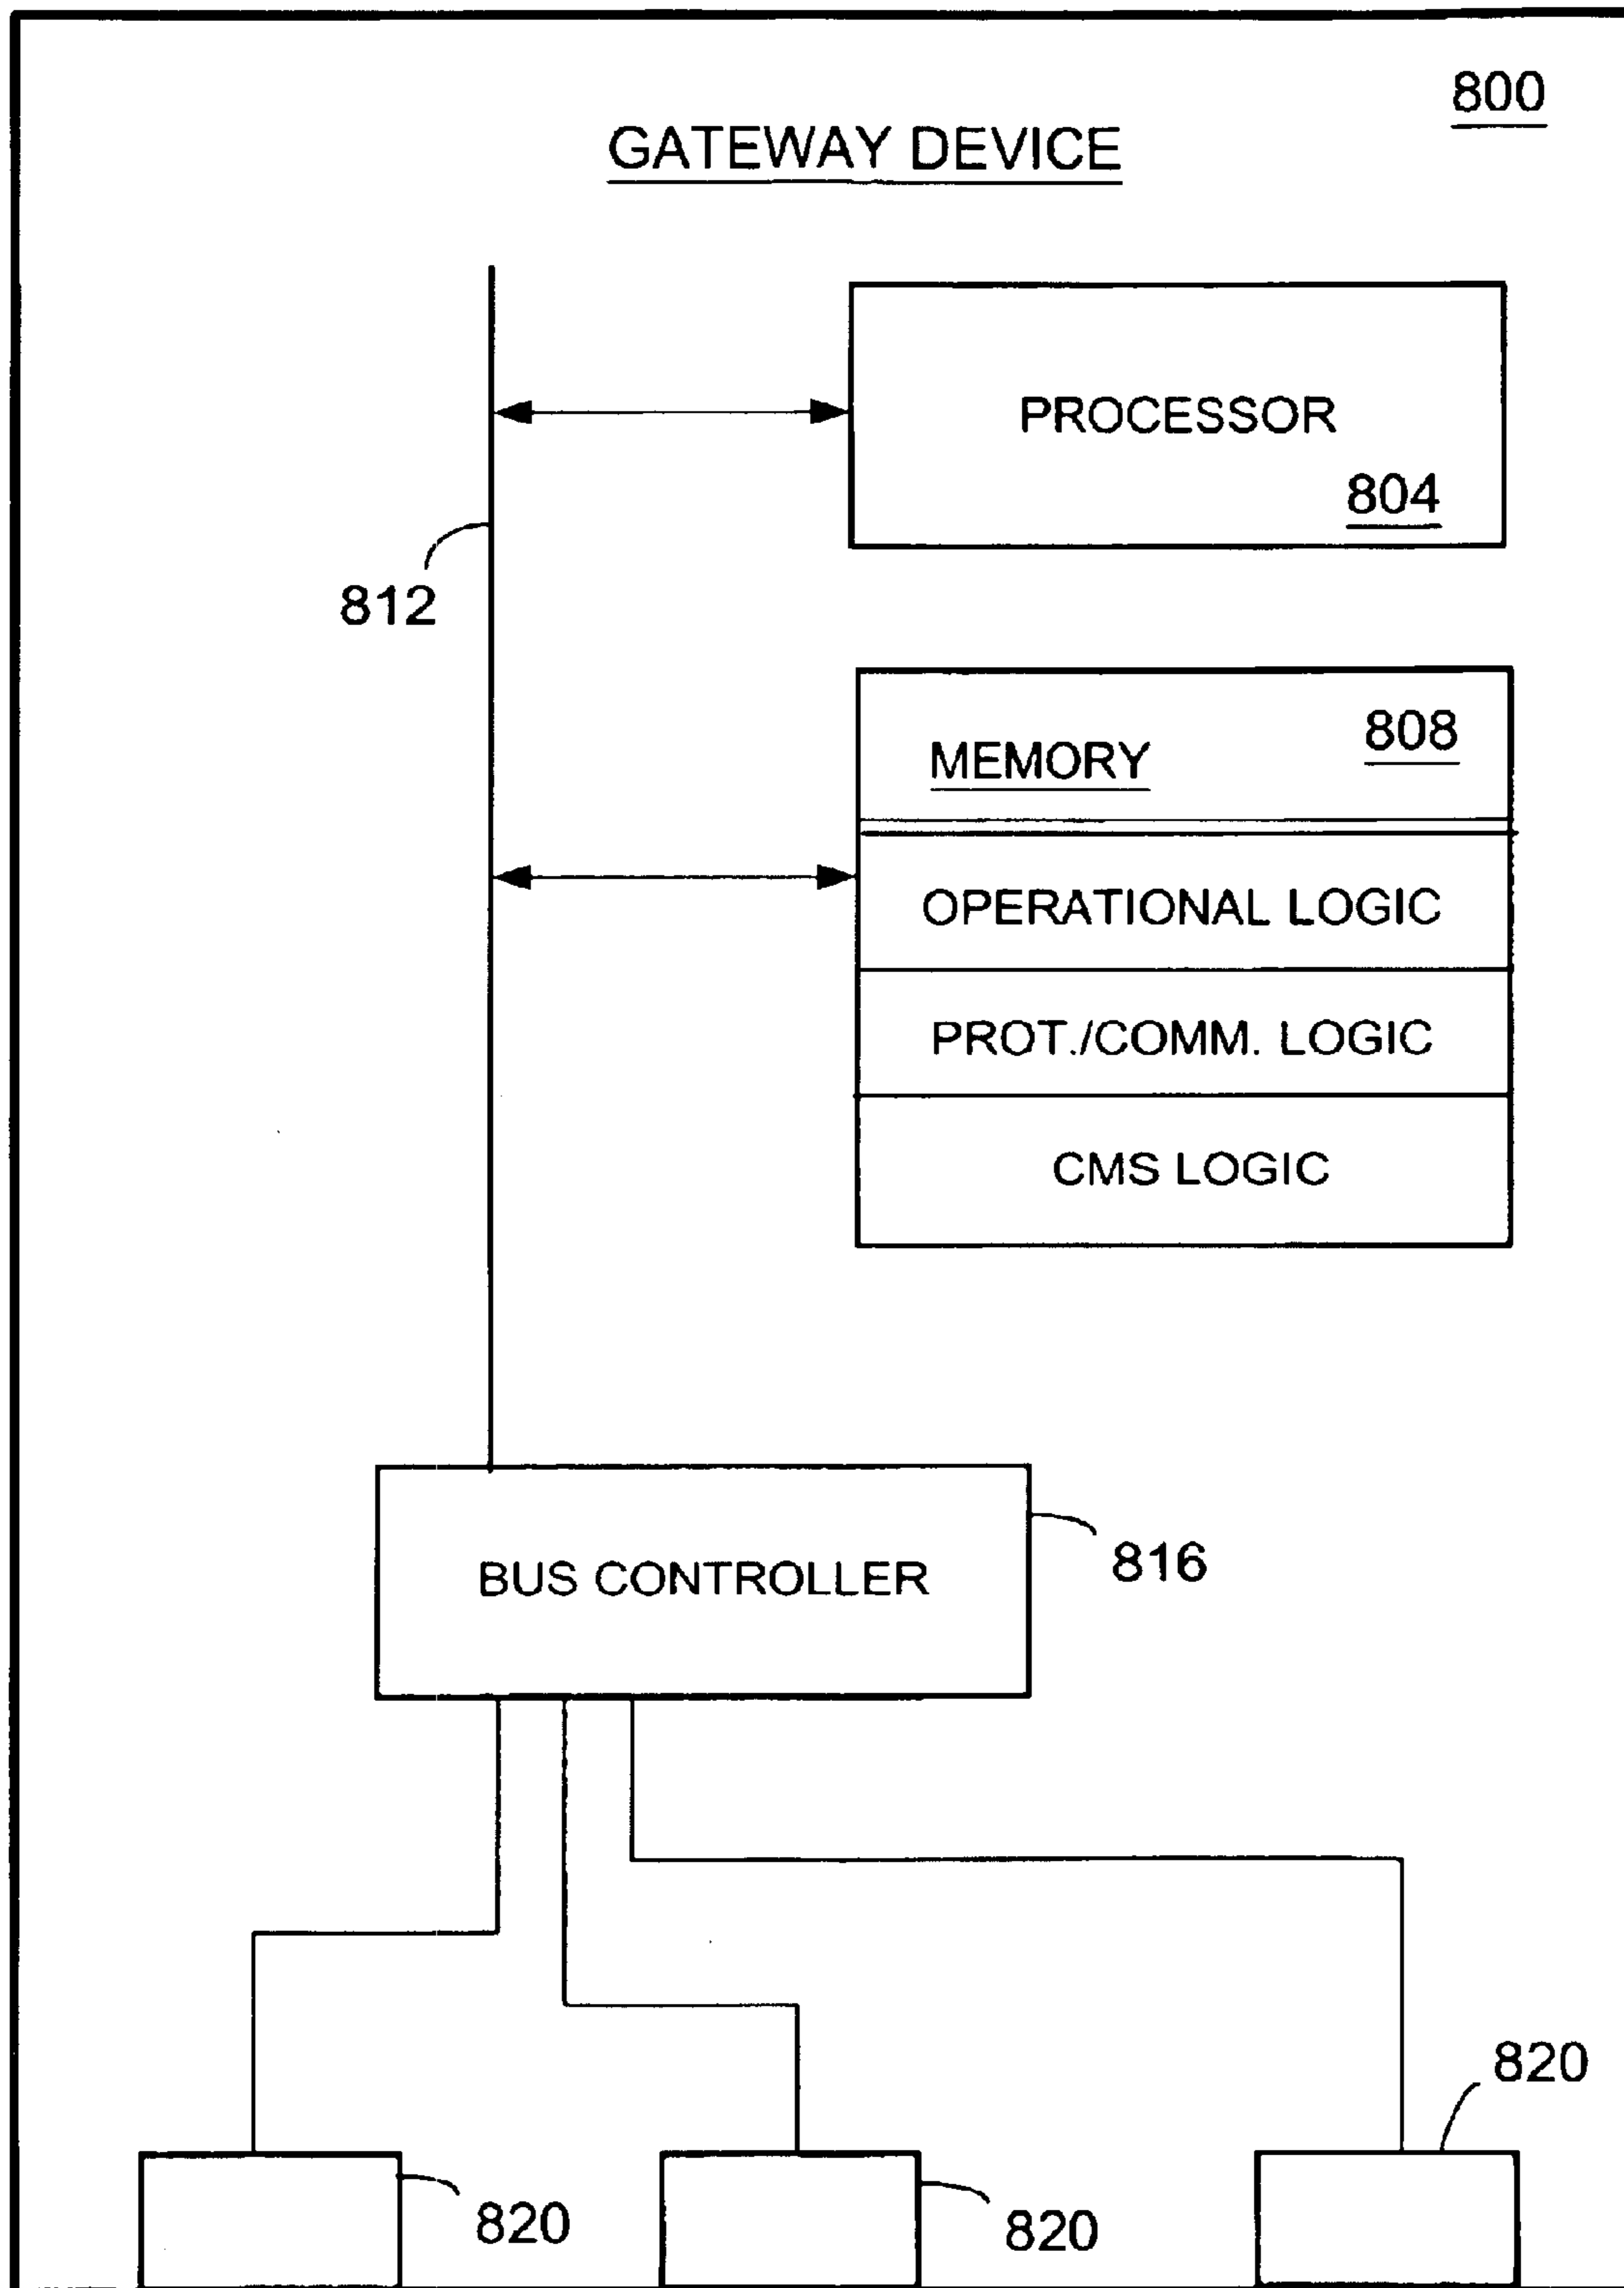 800
GATEWAY DEVICE
PROCESSOR
804
812
808
MEMORY
OPERATIONAL LOGIC
PROT./COMM. LOGIC
CMS LOGIC
BUS CONTROLLER
816
820
820
820